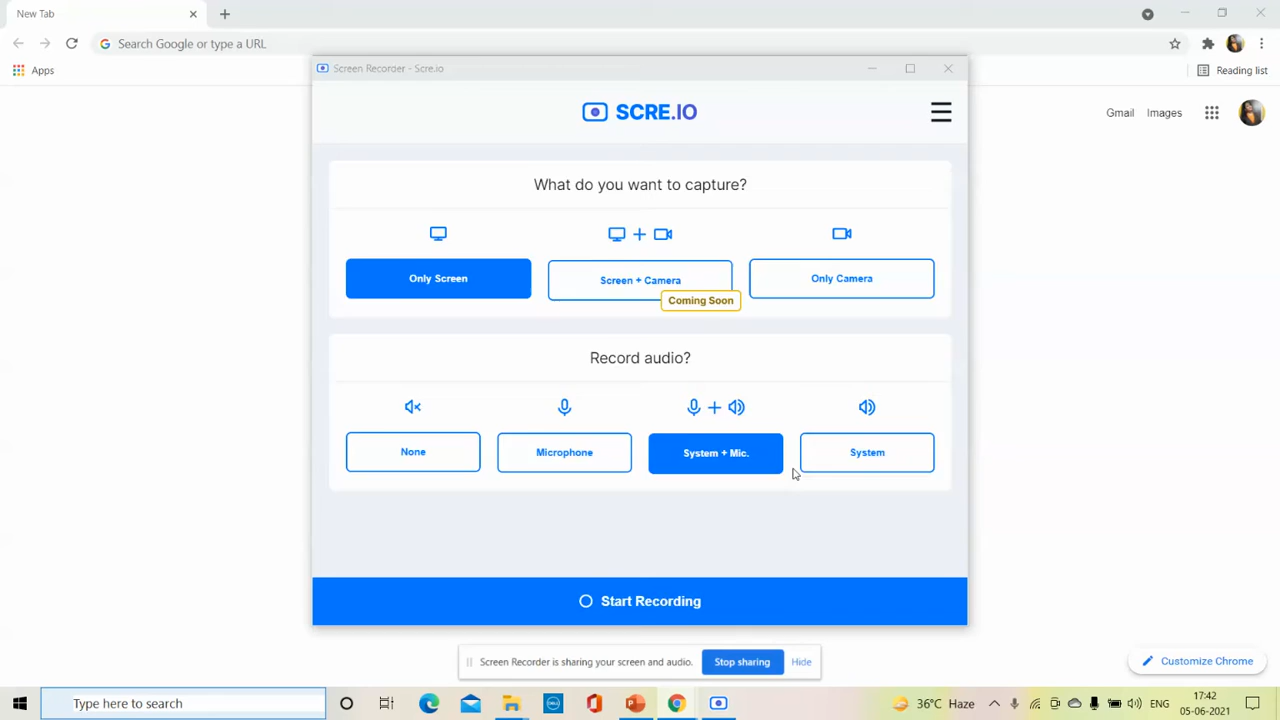 New Tab
Search Google or type a URL
Apps
Reading list
Gmail Images
Screen Recorder - Scre.io
SCRE.IO
What do you want to capture?
Only Screen
Screen + Camera
Only Camera
Coming Soon
Record audio?
None
Microphone
System + Mic.
System
Start Recording
Screen Recorder is sharing your screen and audio.
Stop sharing
Hide
Customize Chrome
Type here to search
DELL
36°C Haze
ENG
17:42
05-06-2021